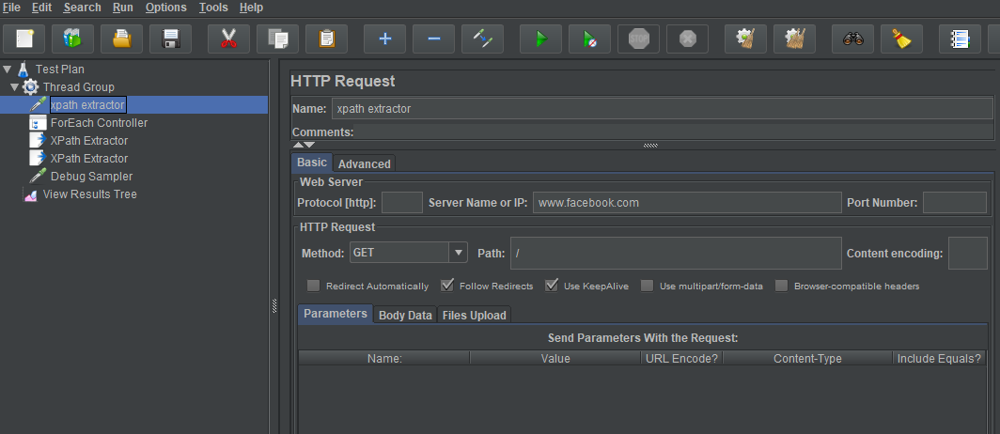 File Edit Search Run Options Tools Help
STOP
Test Plan
Thread Group
xpath extractor
ForEach Controller
XPath Extractor
XPath Extractor
Debug Sampler
View Results Tree
HTTP Request
Name: xpath extractor
Comments:
Basic Advanced
Web Server
Protocol [http]: Server Name or IP: www.facebook.com Port Number:
HTTP Request
Method: GET Path: / Content encoding:
Redirect Automatically Follow Redirects Use KeepAlive Use multipart/form-data Browser-compatible headers
Parameters Body Data Files Upload
Send Parameters With the Request:
Name: Value URL Encode? Content-Type Include Equals?